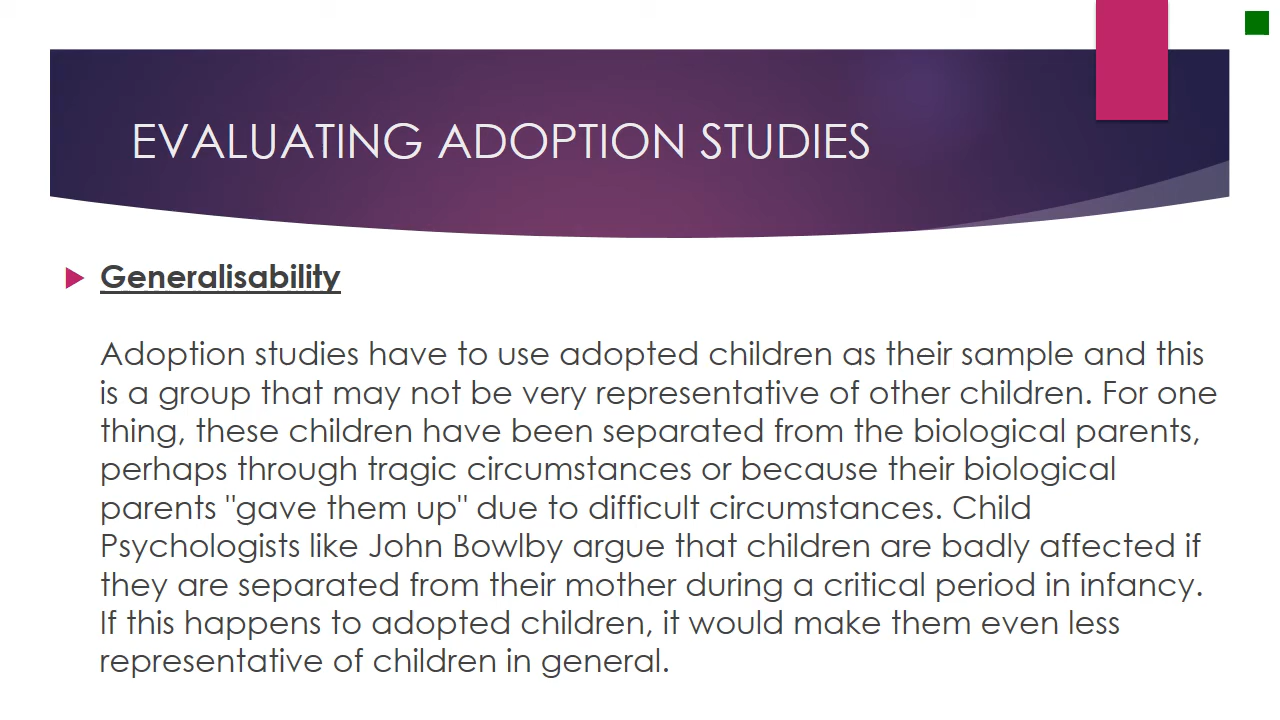 EVALUATING ADOPTION STUDIES
Generalisability
Adoption studies have to use adopted children as their sample and this
is a group that may not be very representative of other children. For one
thing, these children have been separated from the biological parents,
perhaps through tragic circumstances or because their biological
parents "gave them up" due to difficult circumstances. Child
Psychologists like John Bowlby argue that children are badly affected if
they are separated from their mother during a critical period in infancy.
If this happens to adopted children, it would make them even less
representative of children in general.